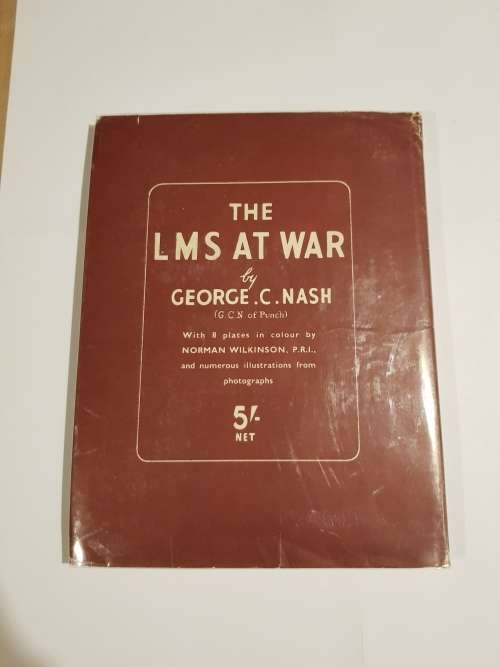 THE
LMS AT WAR
by
GEORGE.C.NASH
(G.C.N of Punch)
With 8 plates in colour by
NORMAN WILKINSON, P.R.I.,
and numerous illustrations from
photographs
5/-
NET